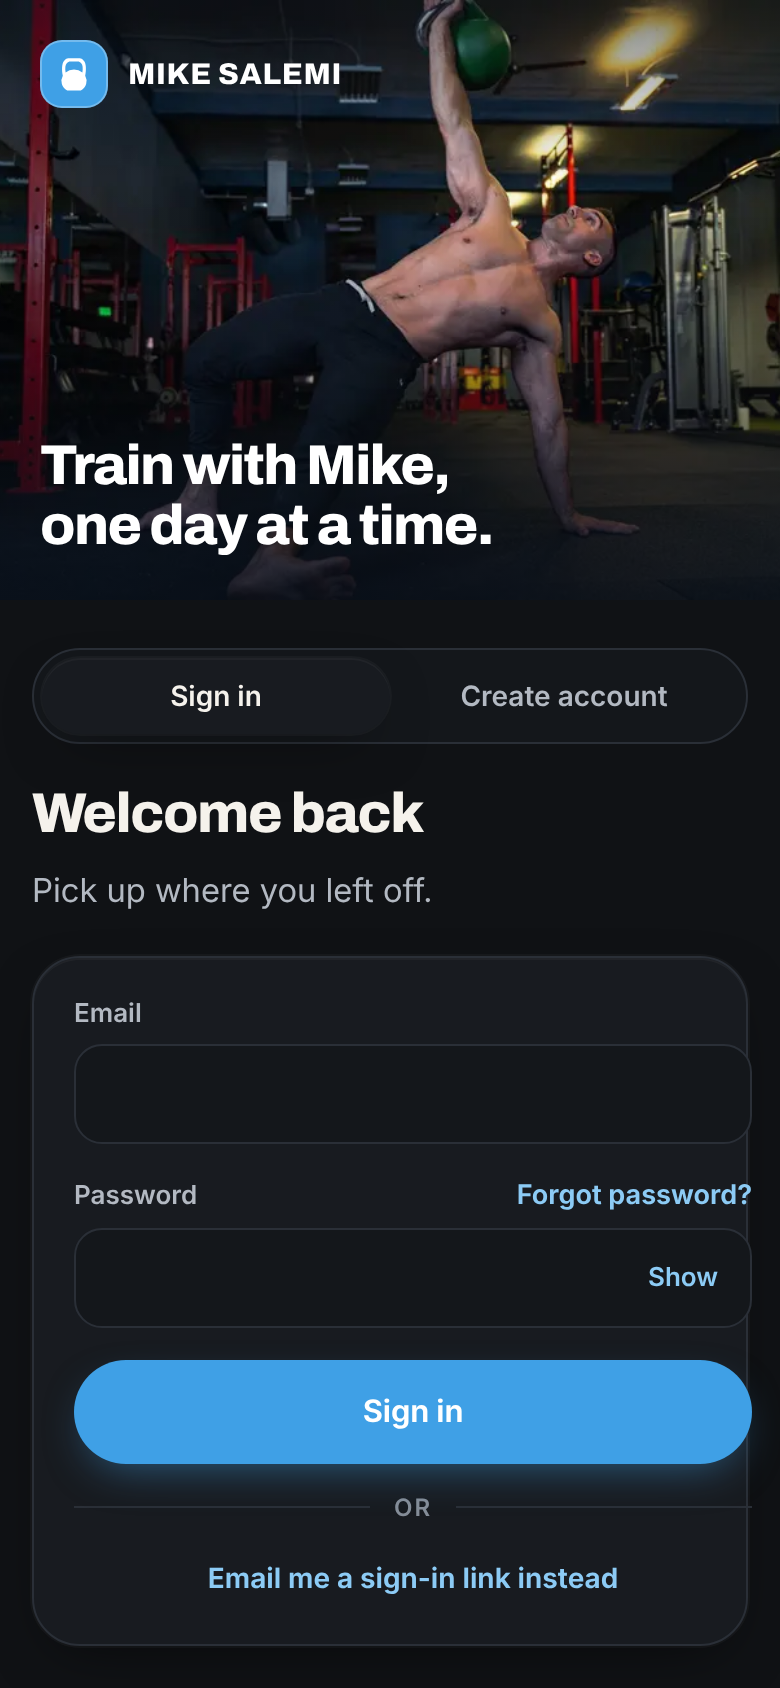 MIKE SALEMI
Train with Mike,
one day at a time.
Sign in
Create account
Welcome back
Pick up where you left off.
Email
Password
Forgot password?
Show
Sign in
OR
Email me a sign-in link instead